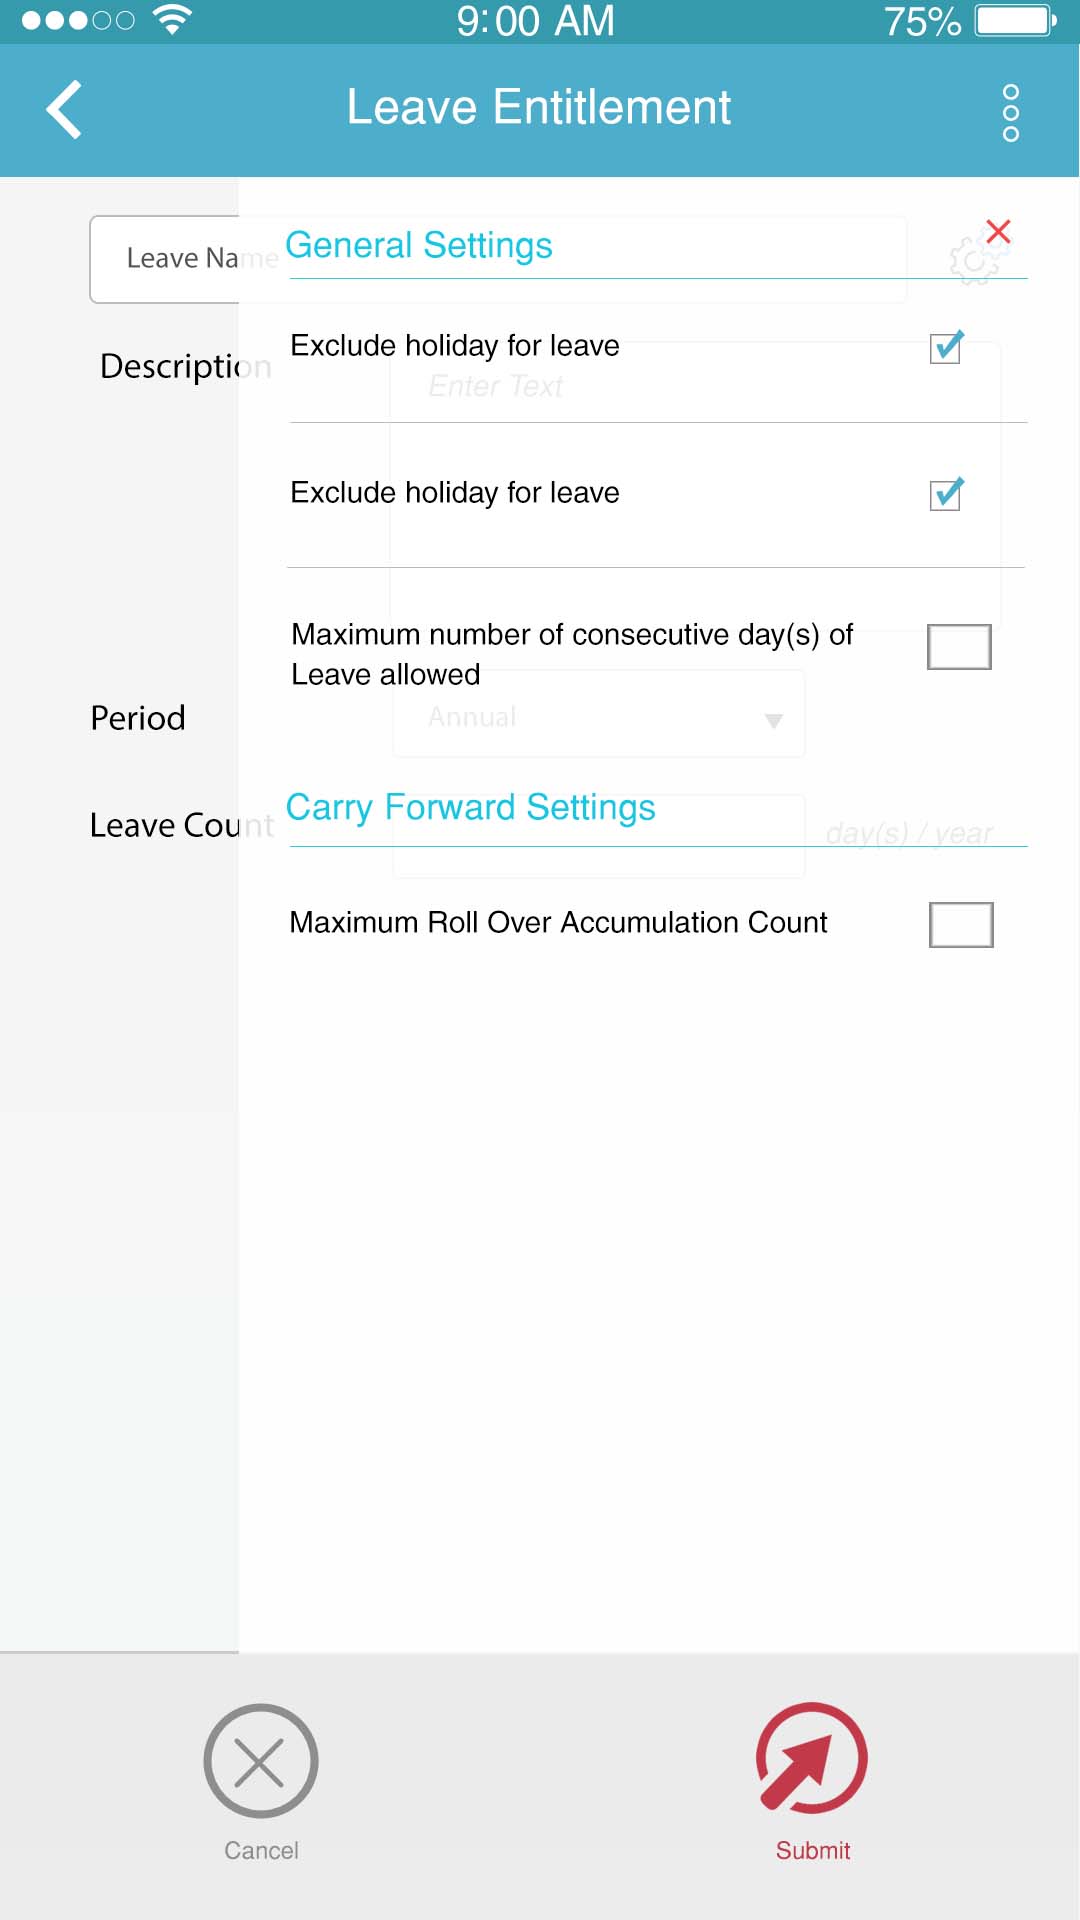 9:00 AM
75%
Leave Entitlement
Leave Name
General Settings
Description
Exclude holiday for leave
Enter Text
Exclude holiday for leave
Maximum number of consecutive day(s) of
Leave allowed
Period
Annual
Leave Count
Carry Forward Settings
day(s) / year
Maximum Roll Over Accumulation Count
Cancel
Submit